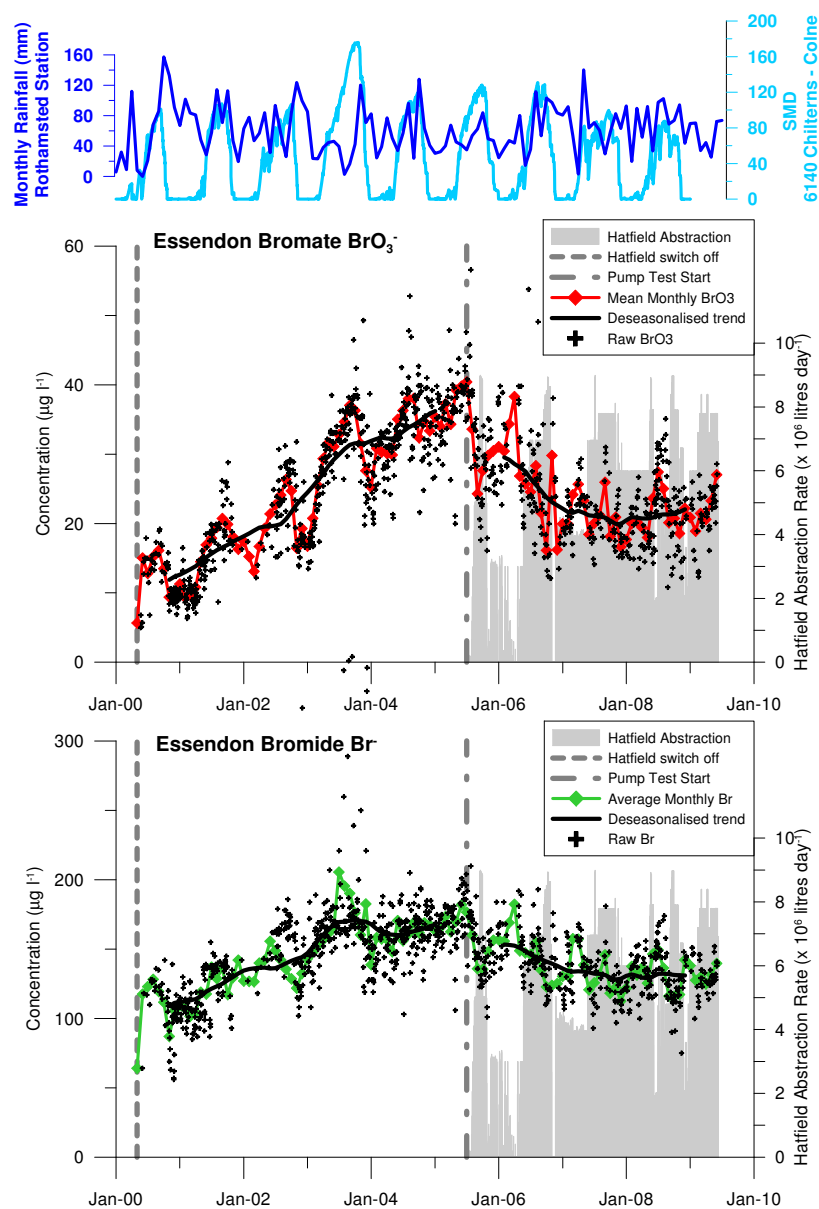 Monthly Rainfall (mm)
Rothamsted Station
160
120
80
40
0
200
160
120
80
40
0
SMD
6140 Chilterns - Colne
Essendon Bromate BrO₃⁻
Hatfield Abstraction
Hatfield switch off
Pump Test Start
Mean Monthly BrO3
Deseasonalised trend
Raw BrO3
Concentration (µg l⁻¹)
60
40
20
0
10
8
6
4
2
0
Hatfield Abstraction Rate (x 10⁶ litres day⁻¹)
Jan-00 Jan-02 Jan-04 Jan-06 Jan-08 Jan-10
Essendon Bromide Br⁻
Hatfield Abstraction
Hatfield switch off
Pump Test Start
Average Monthly Br
Deseasonalised trend
Raw Br
Concentration (µg l⁻¹)
300
200
100
0
10
8
6
4
2
0
Hatfield Abstraction Rate (x 10⁶ litres day⁻¹)
Jan-00 Jan-02 Jan-04 Jan-06 Jan-08 Jan-10